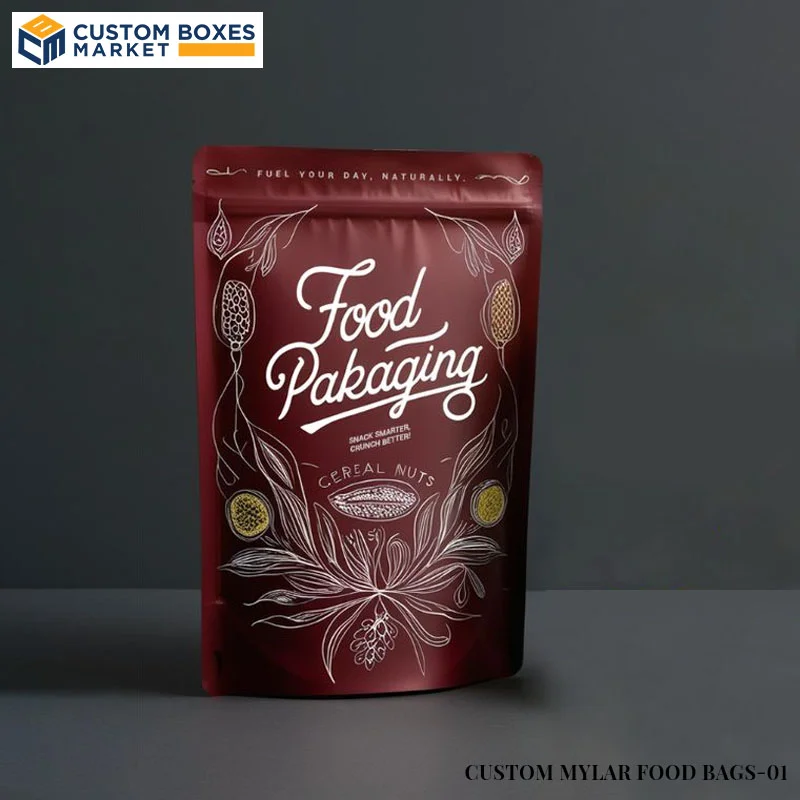 CUSTOM BOXES
MARKET
FUEL YOUR DAY, NATURALLY.
Food
Pakaging
SNACK SMARTER,
CRUNCH BETTER!
CEREAL NUTS
CUSTOM MYLAR FOOD BAGS-01